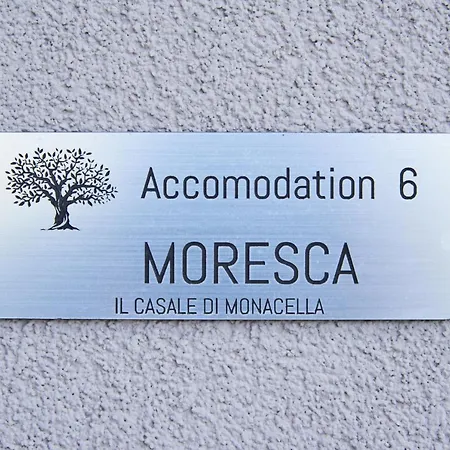 Accomodation 6
MORESCA
IL CASALE DI MONACELLA